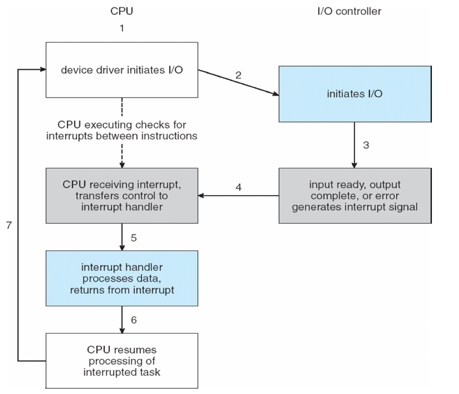 CPU
I/O controller
1
device driver initiates I/O
2
initiates I/O
CPU executing checks for
interrupts between instructions
3
CPU receiving interrupt,
transfers control to
interrupt handler
4
input ready, output
complete, or error
generates interrupt signal
7
5
interrupt handler
processes data,
returns from interrupt
6
CPU resumes
processing of
interrupted task